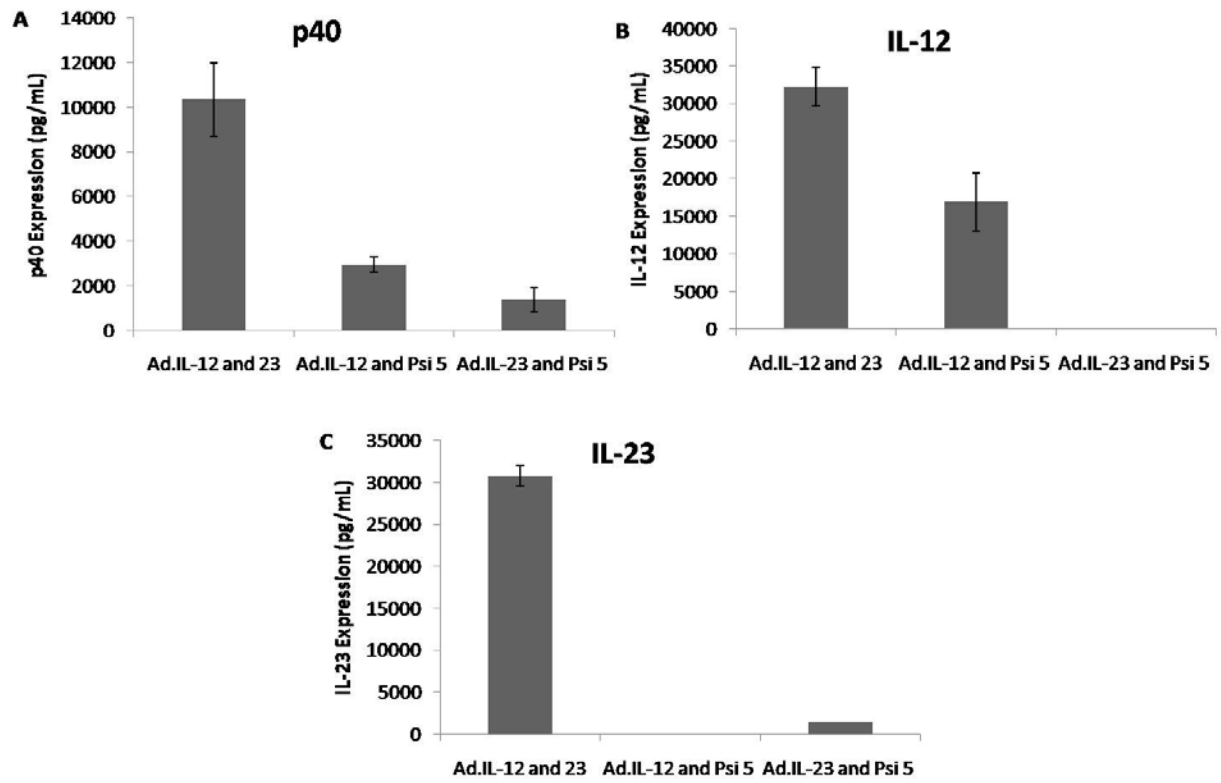 A
p40
p40 Expression (pg/mL)
14000
12000
10000
8000
6000
4000
2000
0
Ad.IL-12 and 23
Ad.IL-12 and Psi 5
Ad.IL-23 and Psi 5
B
IL-12
IL-12 Expression (pg/mL)
40000
35000
30000
25000
20000
15000
10000
5000
0
Ad.IL-12 and 23
Ad.IL-12 and Psi 5
Ad.IL-23 and Psi 5
C
IL-23
IL-23 Expression (pg/mL)
35000
30000
25000
20000
15000
10000
5000
0
Ad.IL-12 and 23
Ad.IL-12 and Psi 5
Ad.IL-23 and Psi 5